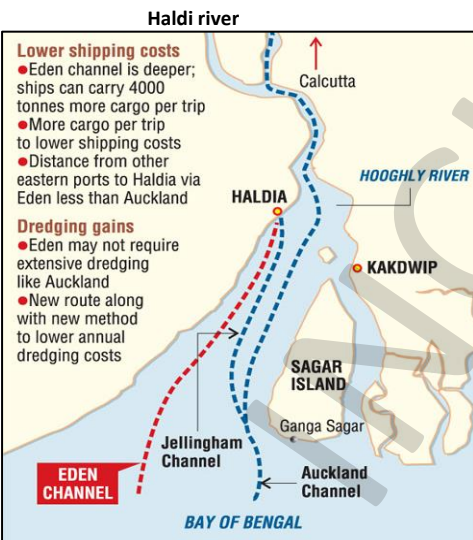 Haldi river
Lower shipping costs
●Eden channel is deeper;
ships can carry 4000
tonnes more cargo per trip
●More cargo per trip
to lower shipping costs
●Distance from other
eastern ports to Haldia via
Eden less than Auckland
Dredging gains
●Eden may not require
extensive dredging
like Auckland
●New route along
with new method
to lower annual
dredging costs
Calcutta
HOOGHLY RIVER
HALDIA
KAKDWIP
SAGAR
ISLAND
Ganga Sagar
Jellingham
Channel
Auckland
Channel
EDEN
CHANNEL
BAY OF BENGAL